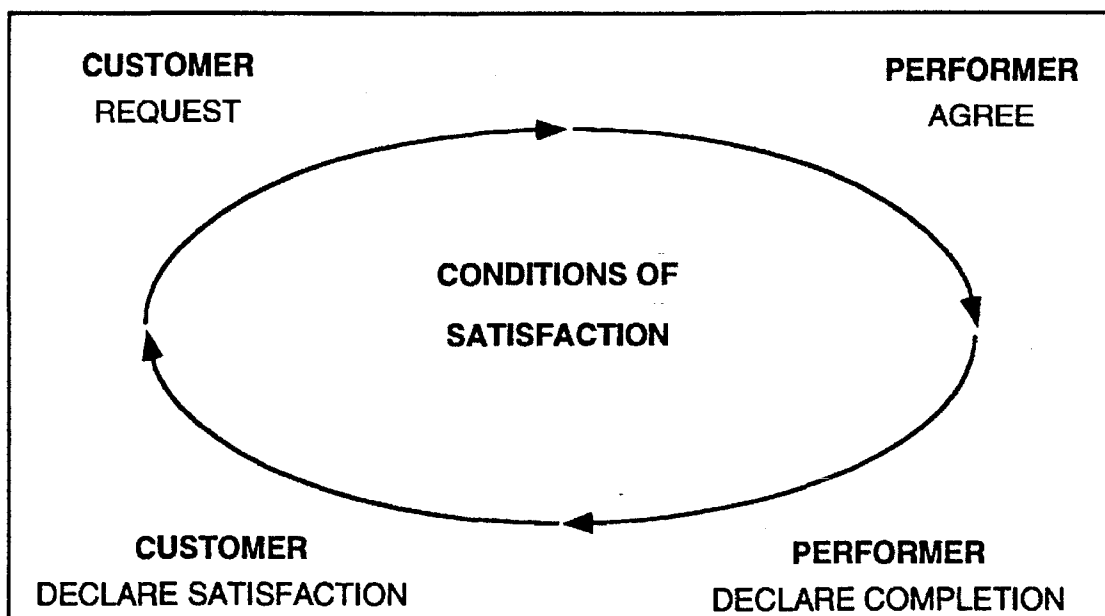 CUSTOMER
REQUEST
PERFORMER
AGREE
CONDITIONS OF
SATISFACTION
CUSTOMER
DECLARE SATISFACTION
PERFORMER
DECLARE COMPLETION